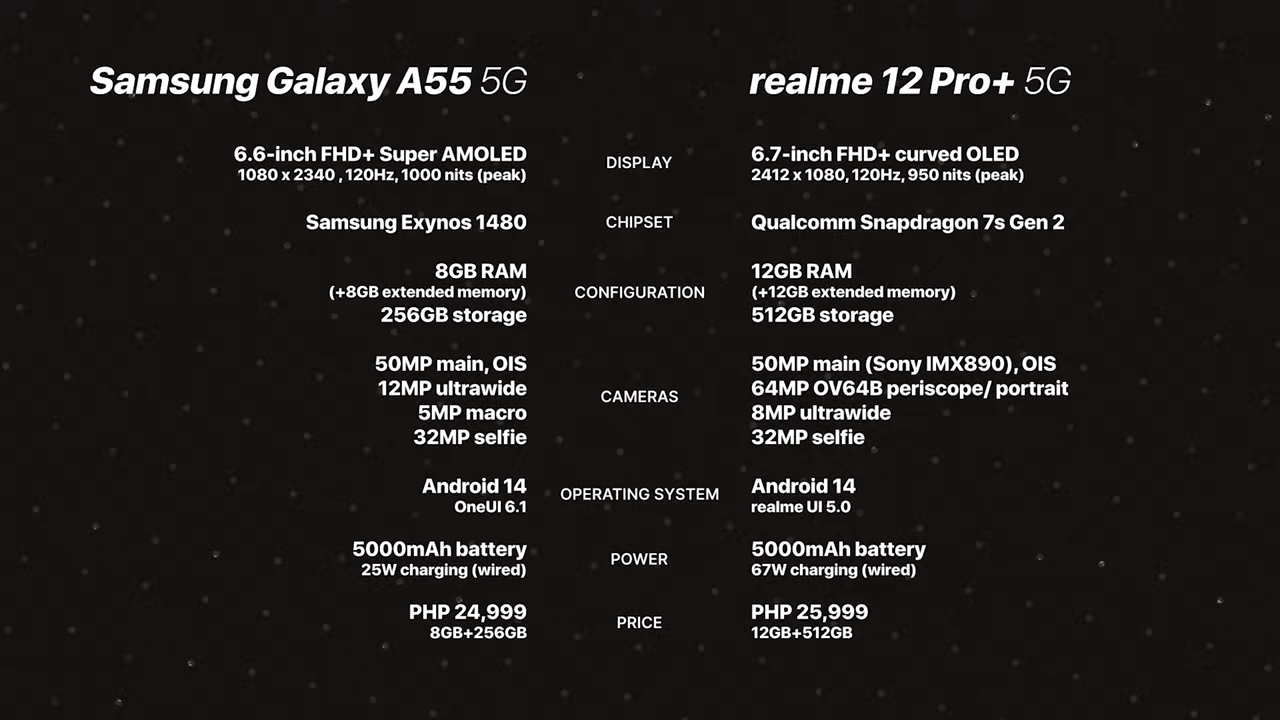 Samsung Galaxy A55 5G
realme 12 Pro+ 5G
6.6-inch FHD+ Super AMOLED
1080 x 2340 , 120Hz, 1000 nits (peak)
DISPLAY
6.7-inch FHD+ curved OLED
2412 x 1080, 120Hz, 950 nits (peak)
Samsung Exynos 1480
CHIPSET
Qualcomm Snapdragon 7s Gen 2
8GB RAM
(+8GB extended memory)
256GB storage
CONFIGURATION
12GB RAM
(+12GB extended memory)
512GB storage
50MP main, OIS
12MP ultrawide
5MP macro
32MP selfie
CAMERAS
50MP main (Sony IMX890), OIS
64MP OV64B periscope/ portrait
8MP ultrawide
32MP selfie
Android 14
OneUI 6.1
OPERATING SYSTEM
Android 14
realme UI 5.0
5000mAh battery
25W charging (wired)
POWER
5000mAh battery
67W charging (wired)
PHP 24,999
8GB+256GB
PRICE
PHP 25,999
12GB+512GB